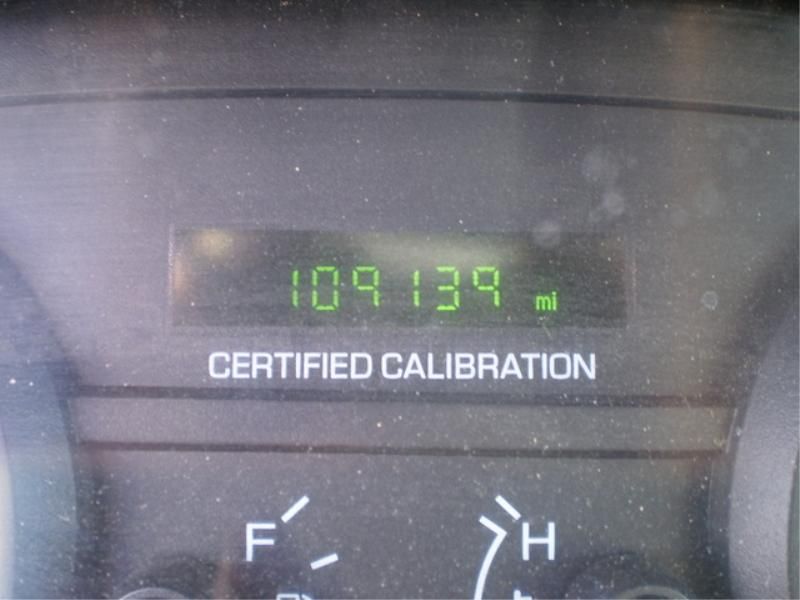 109139 mi
CERTIFIED CALIBRATION
F H